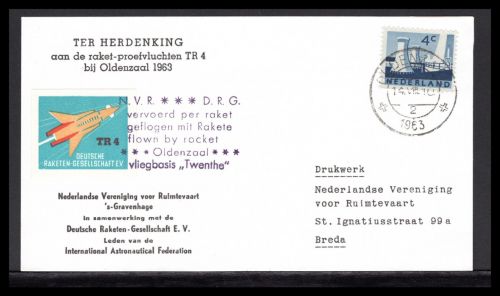 TER HERDENKING
aan de raket-proefvluchten TR 4
bij Oldenzaal 1963
4c
NEDERLAND
2
1963
N.V.R. *** D.R.G.
vervoerd per raket
geflogen mit Rakete
flown by rocket
*** Oldenzaal ***
vliegbasis „Twenthe”
TR 4
DEUTSCHE
RAKETEN-GESELLSCHAFT E.V.
Nederlandse Vereniging voor Ruimtevaart
's-Gravenhage
in samenwerking met de
Deutsche Raketen-Gesellschaft E. V.
Leden van de
International Astronautical Federation
Drukwerk
Nederlandse Vereniging
voor Ruimtevaart
St. Ignatiusstraat 99a
Breda